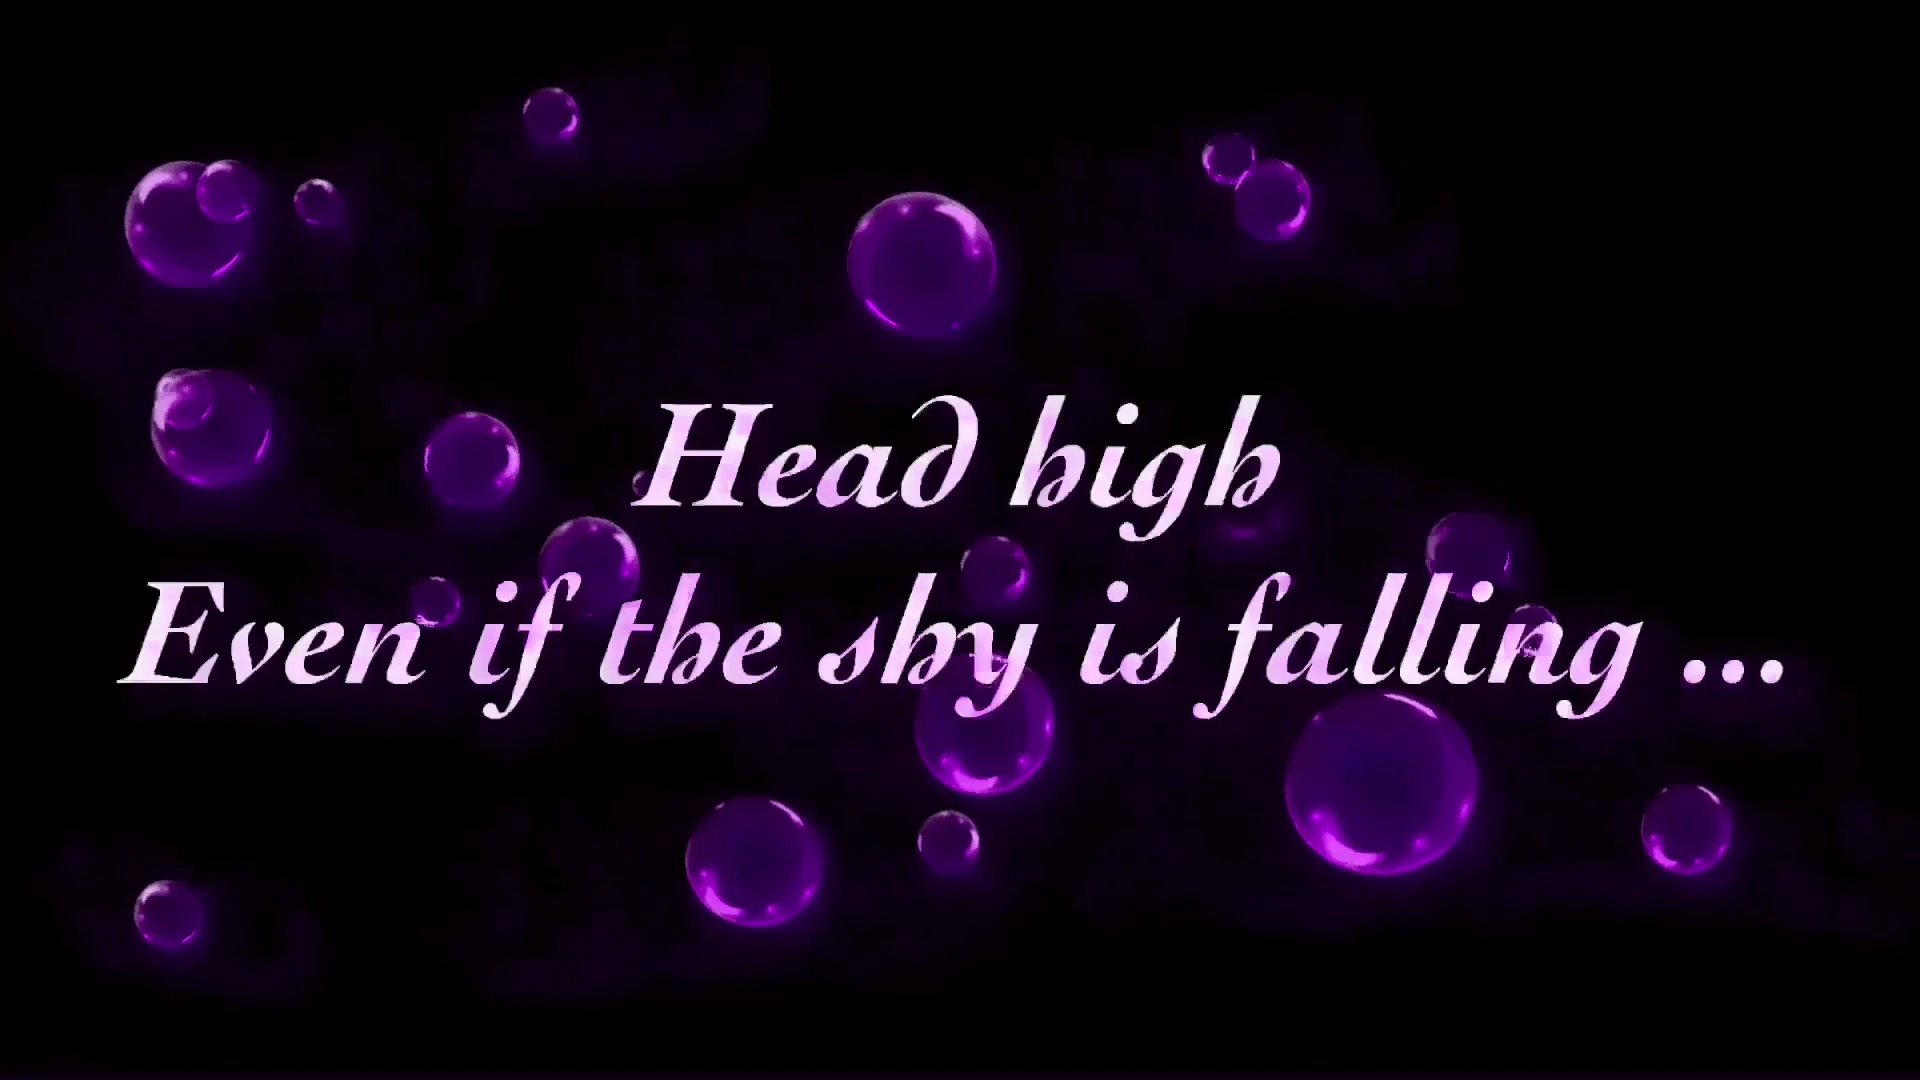 Head high
Even if the sky is falling ...